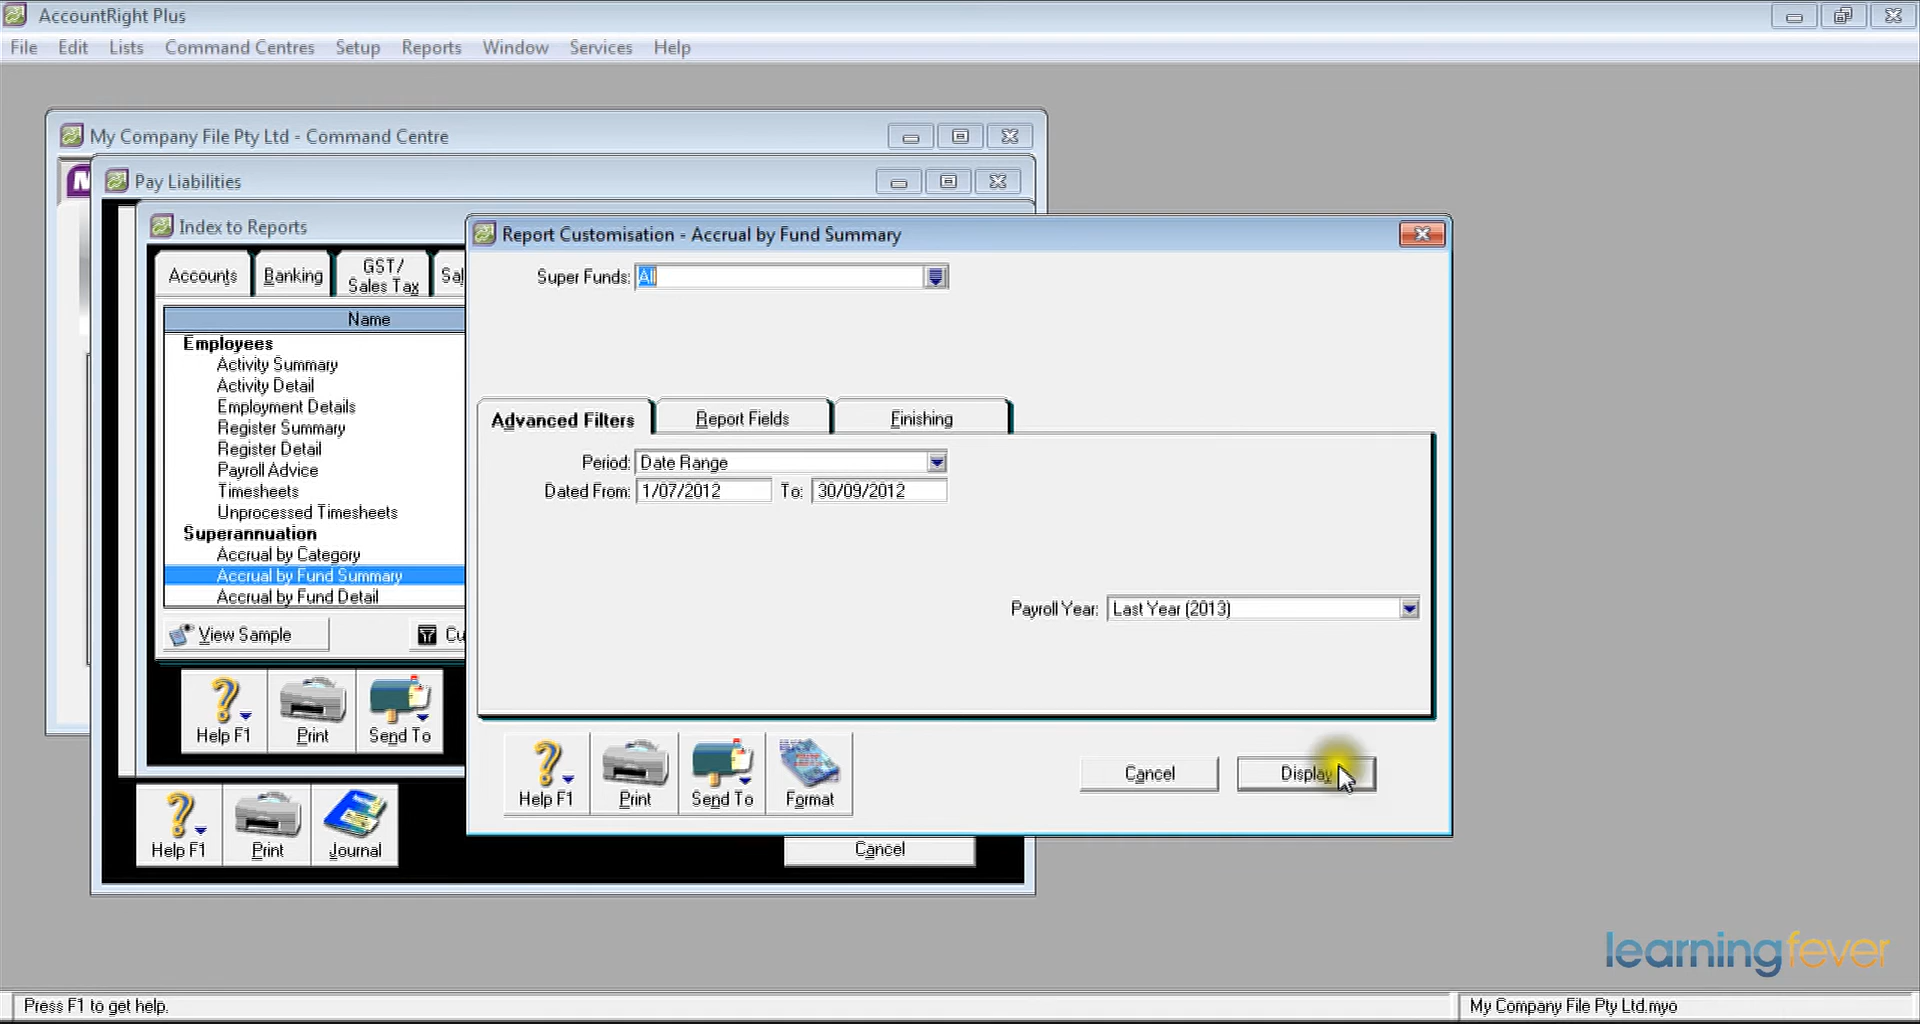 AccountRight Plus
File Edit Lists Command Centres Setup Reports Window Services Help
My Company File Pty Ltd - Command Centre
Pay Liabilities
Index to Reports
Accounts
Banking
GST/
Sales Tax
Name
Employees
Activity Summary
Activity Detail
Employment Details
Register Summary
Register Detail
Payroll Advice
Timesheets
Unprocessed Timesheets
Superannuation
Accrual by Category
Accrual by Fund Summary
Accrual by Fund Detail
View Sample
Help F1
Print
Send To
Help F1
Print
Journal
Cancel
Report Customisation - Accrual by Fund Summary
Super Funds: All
Advanced Filters
Report Fields
Finishing
Period: Date Range
Dated From: 1/07/2012 To: 30/09/2012
Payroll Year: Last Year (2013)
Help F1
Print
Send To
Format
Cancel
Display
learningfever
Press F1 to get help.
My Company File Pty Ltd.myo